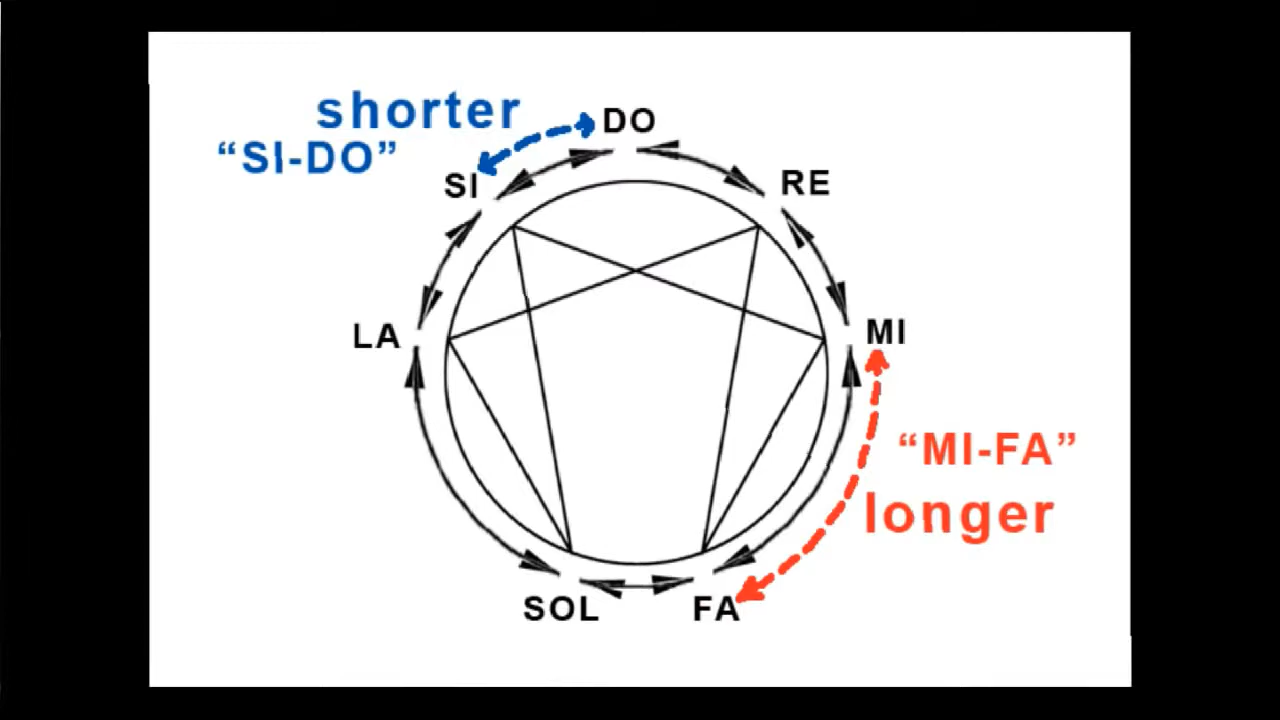 shorter
“SI-DO”
DO
SI
RE
LA
MI
“MI-FA”
longer
SOL
FA